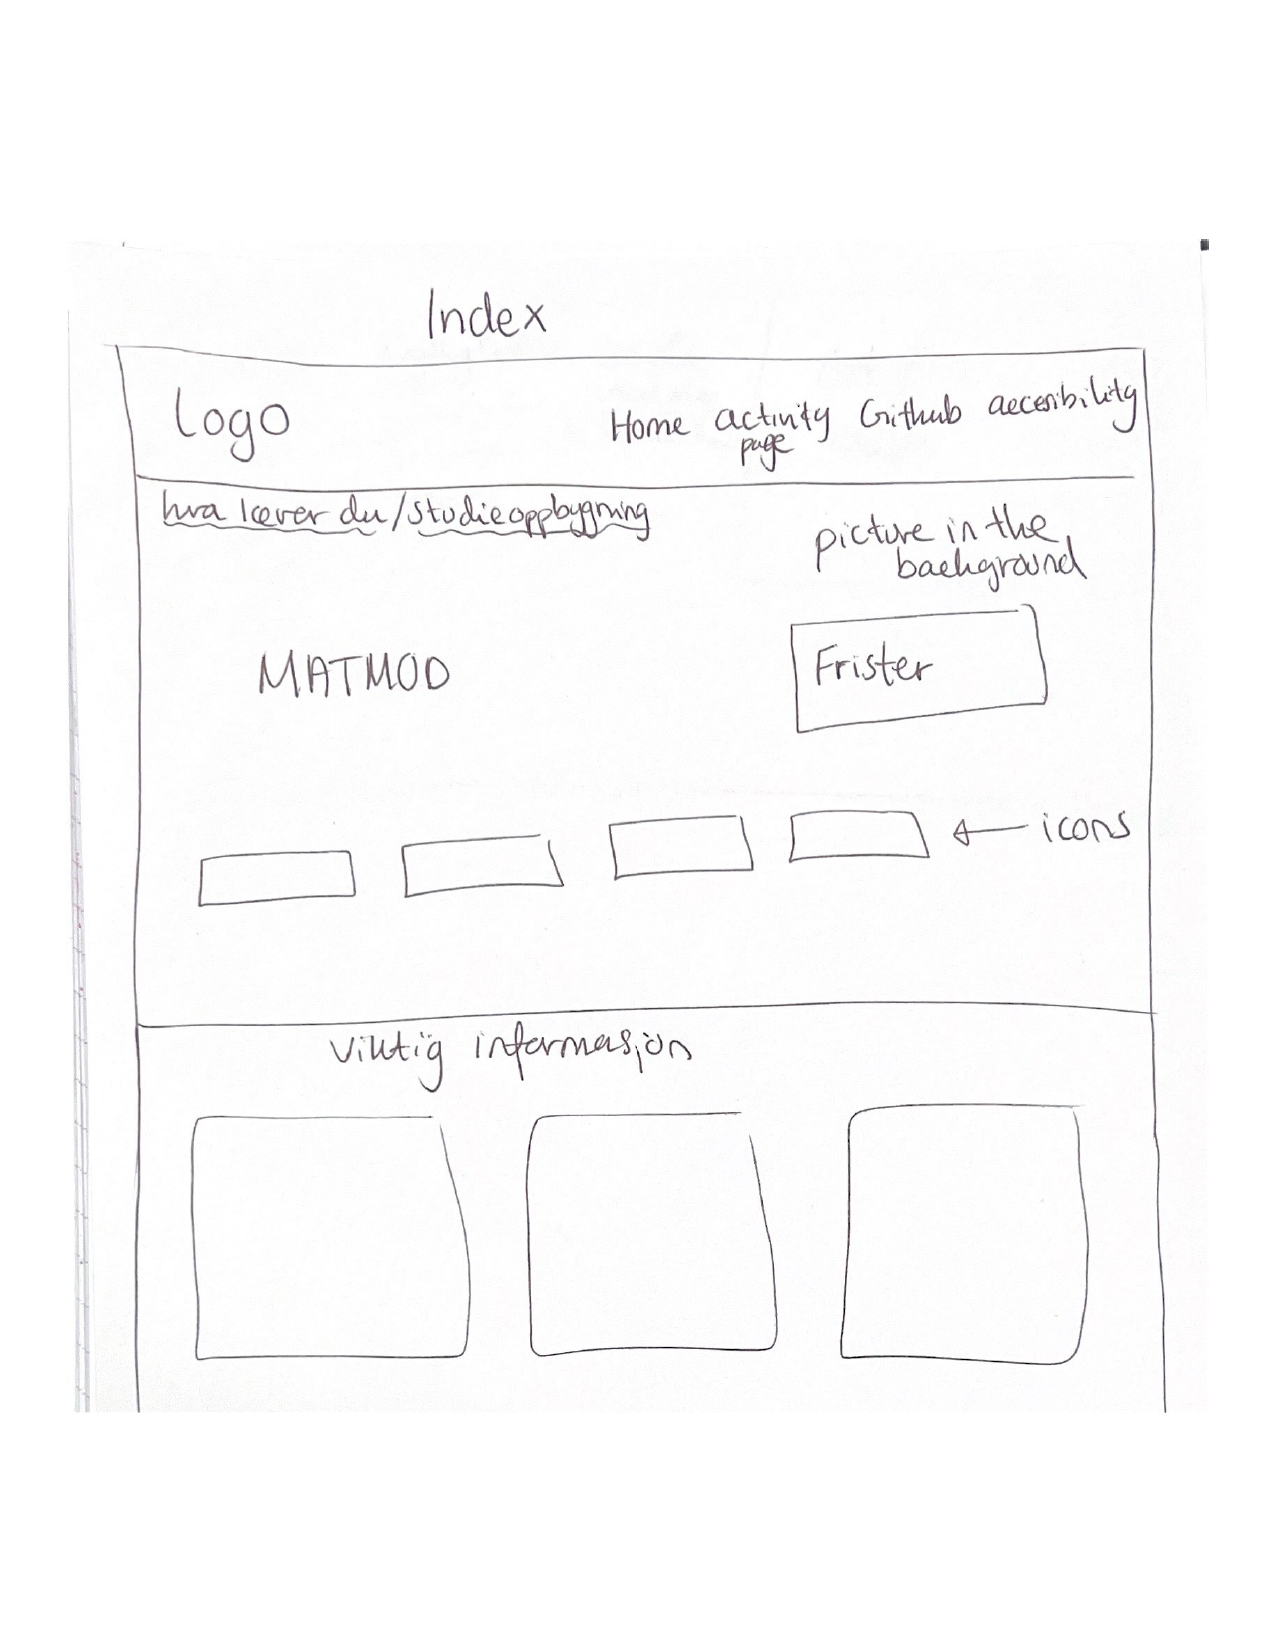 Index
Logo
Home activity Github accesibility
page
hva lærer du/studieoppbygning
picture in the
background
MATMOD
Frister
icons
viktig informasjon